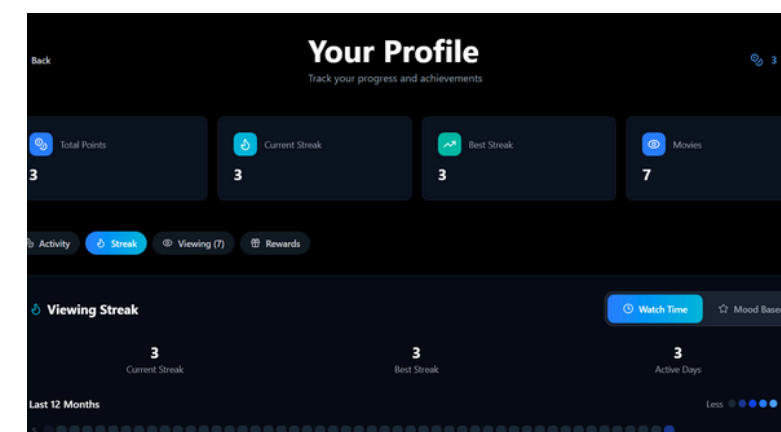 Your Profile
Back
3
Track your progress and achievements
Total Points
Current Streak
Best Streak
Movies
3
3
3
7
Activity
Streak
Viewing (7)
Rewards
Viewing Streak
Watch Time
Mood Based
3
3
3
Current Streak
Best Streak
Active Days
Last 12 Months
Less
S